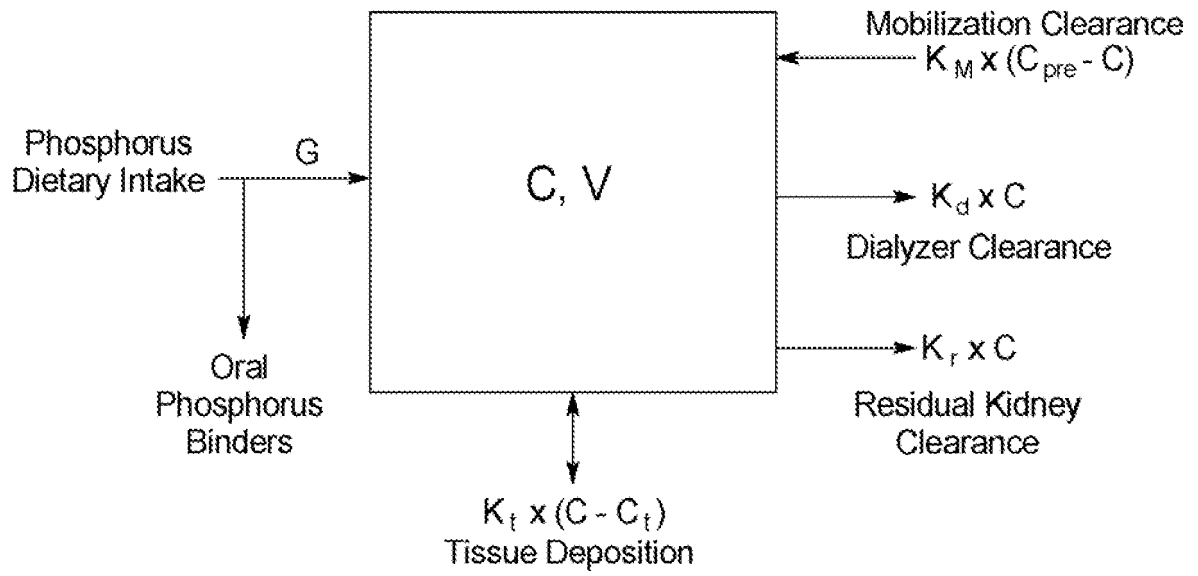 Mobilization Clearance
K_M x (C_pre - C)
Phosphorus
Dietary Intake
G
C, V
K_d x C
Dialyzer Clearance
K_r x C
Residual Kidney
Clearance
Oral
Phosphorus
Binders
K_t x (C - C_t)
Tissue Deposition